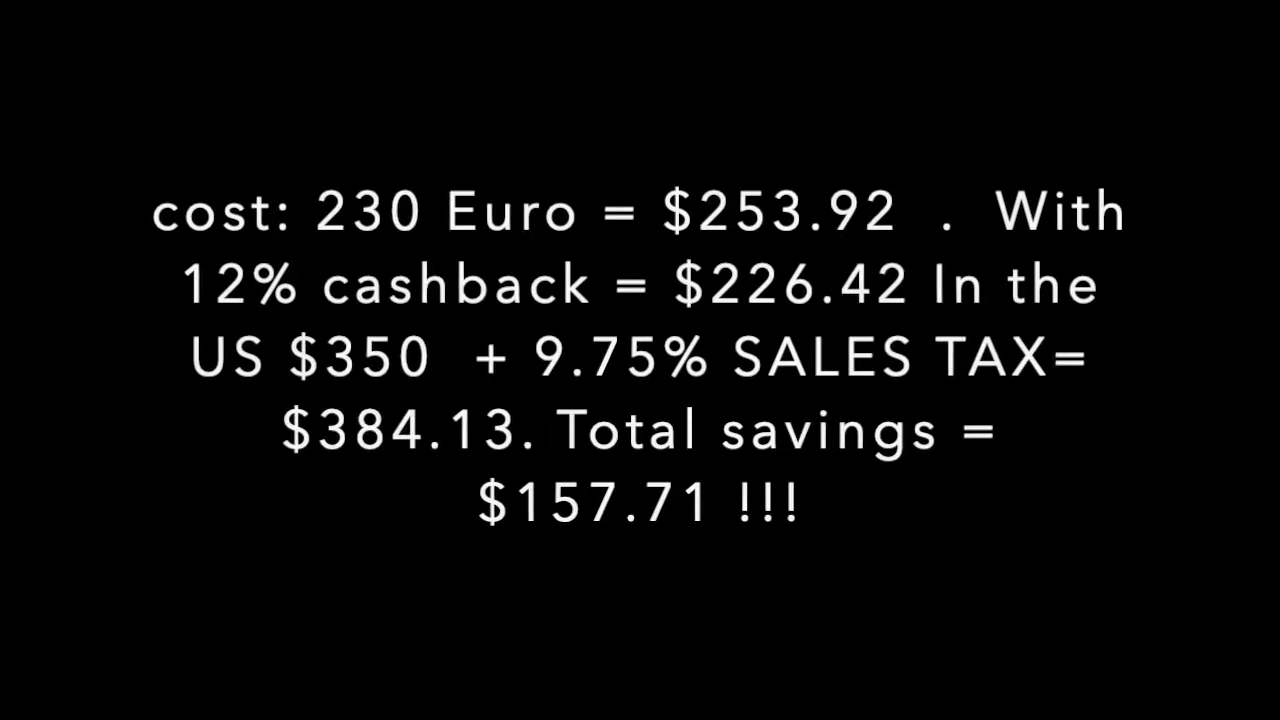 cost: 230 Euro = $253.92 . With
12% cashback = $226.42 In the
US $350 + 9.75% SALES TAX=
$384.13. Total savings =
$157.71 !!!